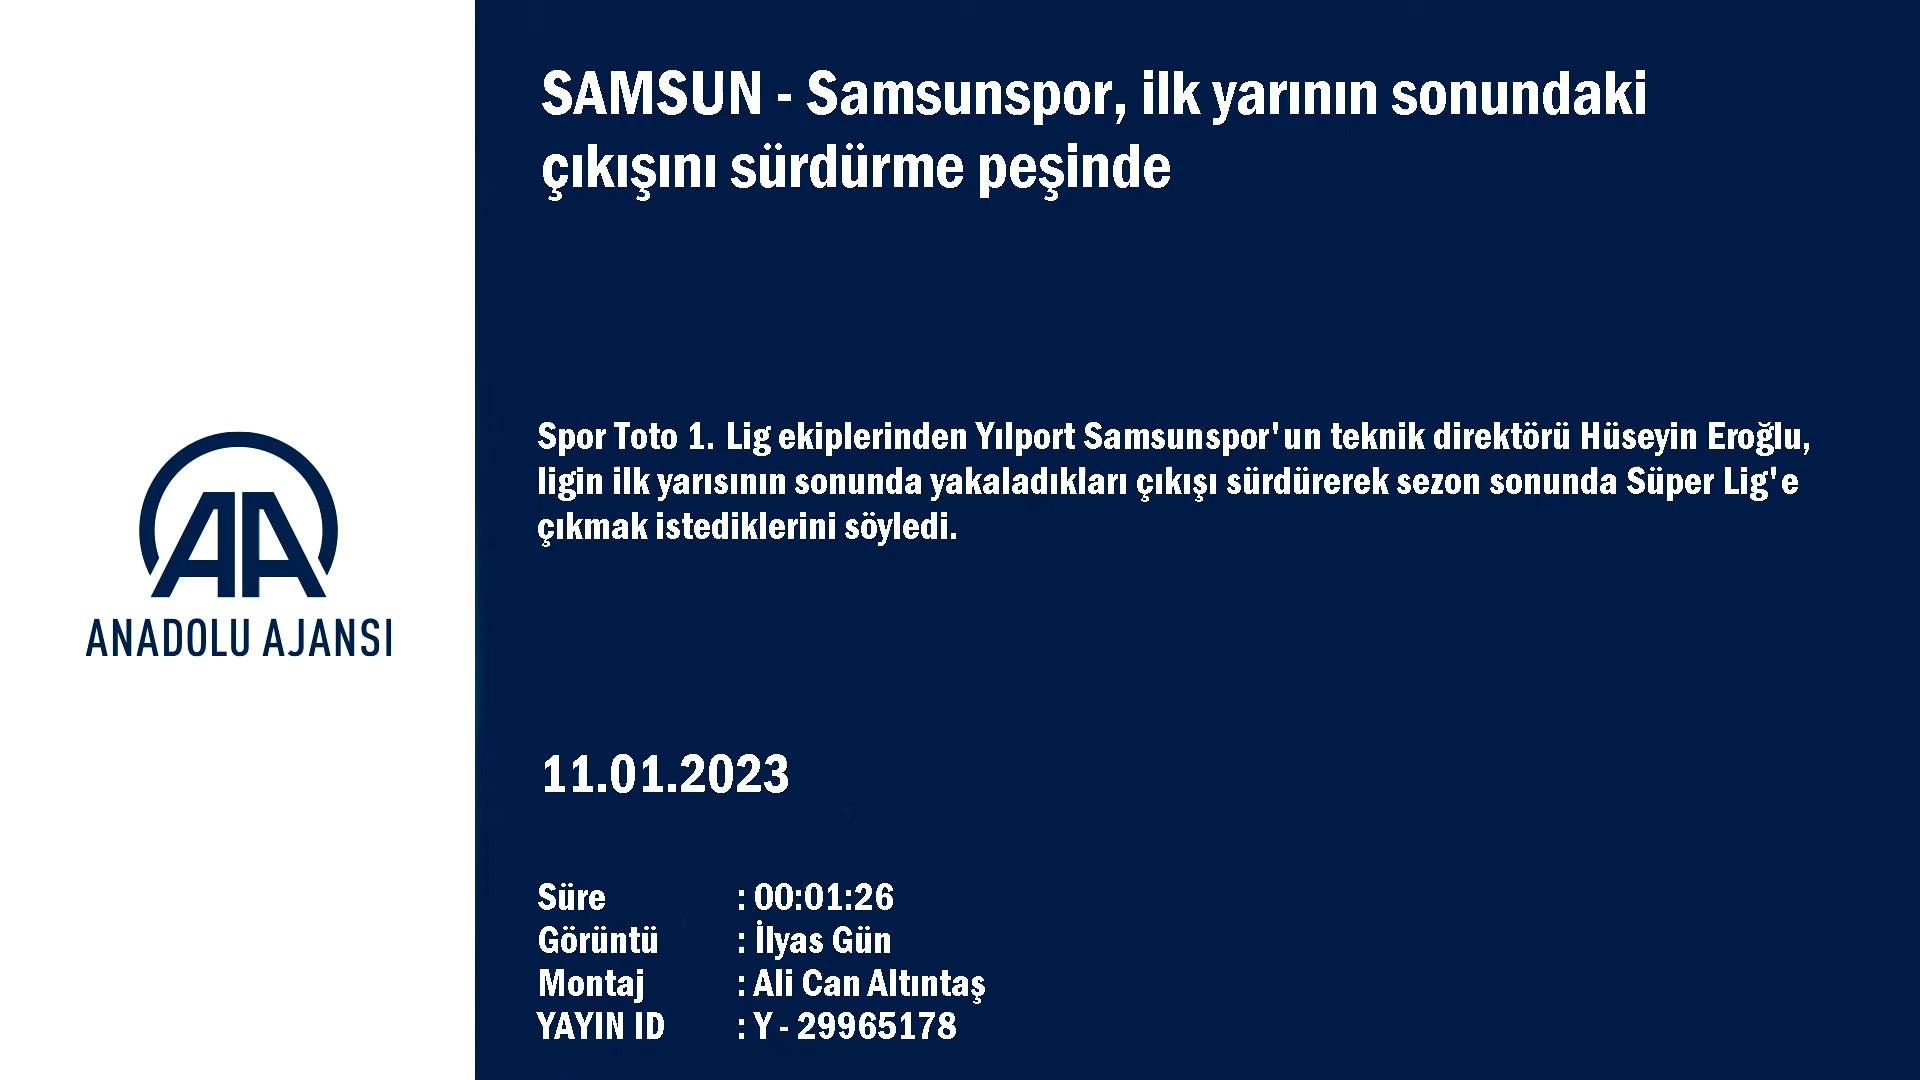 SAMSUN - Samsunspor, ilk yarının sonundaki
çıkışını sürdürme peşinde
Spor Toto 1. Lig ekiplerinden Yılport Samsunspor'un teknik direktörü Hüseyin Eroğlu,
ligin ilk yarısının sonunda yakaladıkları çıkışı sürdürerek sezon sonunda Süper Lig'e
çıkmak istediklerini söyledi.
AA
ANADOLU AJANSI
11.01.2023
Süre : 00:01:26
Görüntü : İlyas Gün
Montaj : Ali Can Altıntaş
YAYIN ID : Y - 29965178